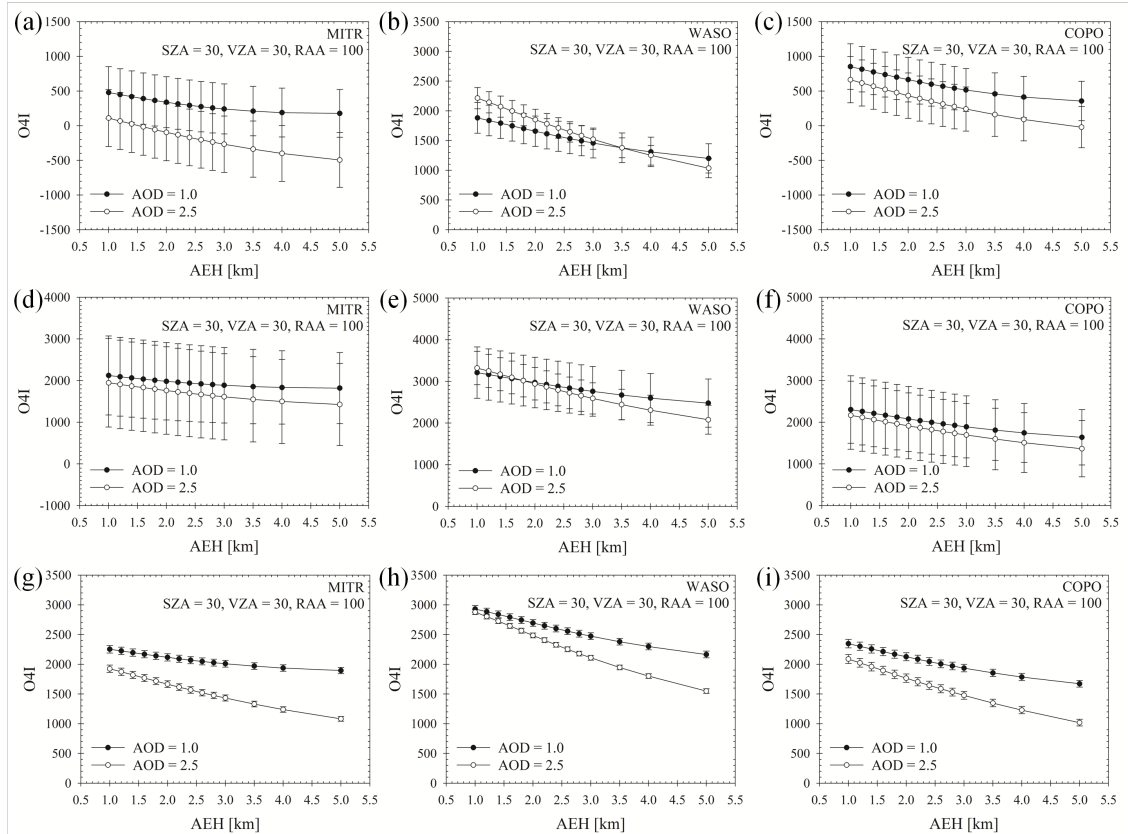 (a)
MITR
SZA = 30, VZA = 30, RAA = 100
1500
1000
500
0
-500
-1000
-1500
O4I
AOD = 1.0
AOD = 2.5
0.5 1.0 1.5 2.0 2.5 3.0 3.5 4.0 4.5 5.0 5.5
AEH [km]
(b)
WASO
SZA = 30, VZA = 30, RAA = 100
3500
3000
2500
2000
1500
1000
500
0
O4I
AOD = 1.0
AOD = 2.5
0.5 1.0 1.5 2.0 2.5 3.0 3.5 4.0 4.5 5.0 5.5
AEH [km]
(c)
COPO
SZA = 30, VZA = 30, RAA = 100
1500
1000
500
0
-500
-1000
-1500
O4I
AOD = 1.0
AOD = 2.5
0.5 1.0 1.5 2.0 2.5 3.0 3.5 4.0 4.5 5.0 5.5
AEH [km]
(d)
MITR
SZA = 30, VZA = 30, RAA = 100
4000
3000
2000
1000
0
-1000
O4I
AOD = 1.0
AOD = 2.5
0.5 1.0 1.5 2.0 2.5 3.0 3.5 4.0 4.5 5.0 5.5
AEH [km]
(e)
WASO
SZA = 30, VZA = 30, RAA = 100
5000
4000
3000
2000
1000
0
O4I
AOD = 1.0
AOD = 2.5
0.5 1.0 1.5 2.0 2.5 3.0 3.5 4.0 4.5 5.0 5.5
AEH [km]
(f)
COPO
SZA = 30, VZA = 30, RAA = 100
5000
4000
3000
2000
1000
0
O4I
AOD = 1.0
AOD = 2.5
0.5 1.0 1.5 2.0 2.5 3.0 3.5 4.0 4.5 5.0 5.5
AEH [km]
(g)
MITR
SZA = 30, VZA = 30, RAA = 100
3500
3000
2500
2000
1500
1000
500
0
O4I
AOD = 1.0
AOD = 2.5
0.5 1.0 1.5 2.0 2.5 3.0 3.5 4.0 4.5 5.0 5.5
AEH [km]
(h)
WASO
SZA = 30, VZA = 30, RAA = 100
3500
3000
2500
2000
1500
1000
500
0
O4I
AOD = 1.0
AOD = 2.5
0.5 1.0 1.5 2.0 2.5 3.0 3.5 4.0 4.5 5.0 5.5
AEH [km]
(i)
COPO
SZA = 30, VZA = 30, RAA = 100
3500
3000
2500
2000
1500
1000
500
0
O4I
AOD = 1.0
AOD = 2.5
0.5 1.0 1.5 2.0 2.5 3.0 3.5 4.0 4.5 5.0 5.5
AEH [km]